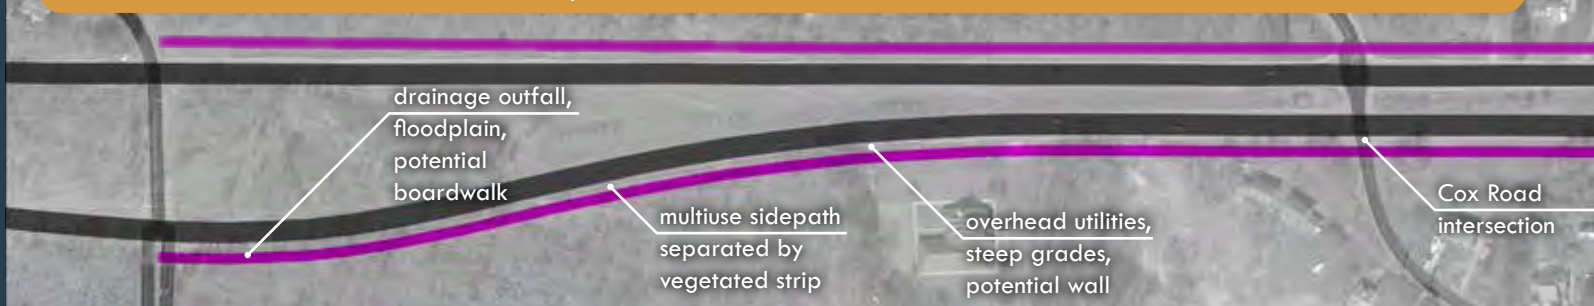 drainage outfall,
floodplain,
potential
boardwalk
multiuse sidepath
separated by
vegetated strip
overhead utilities,
steep grades,
potential wall
Cox Road
intersection